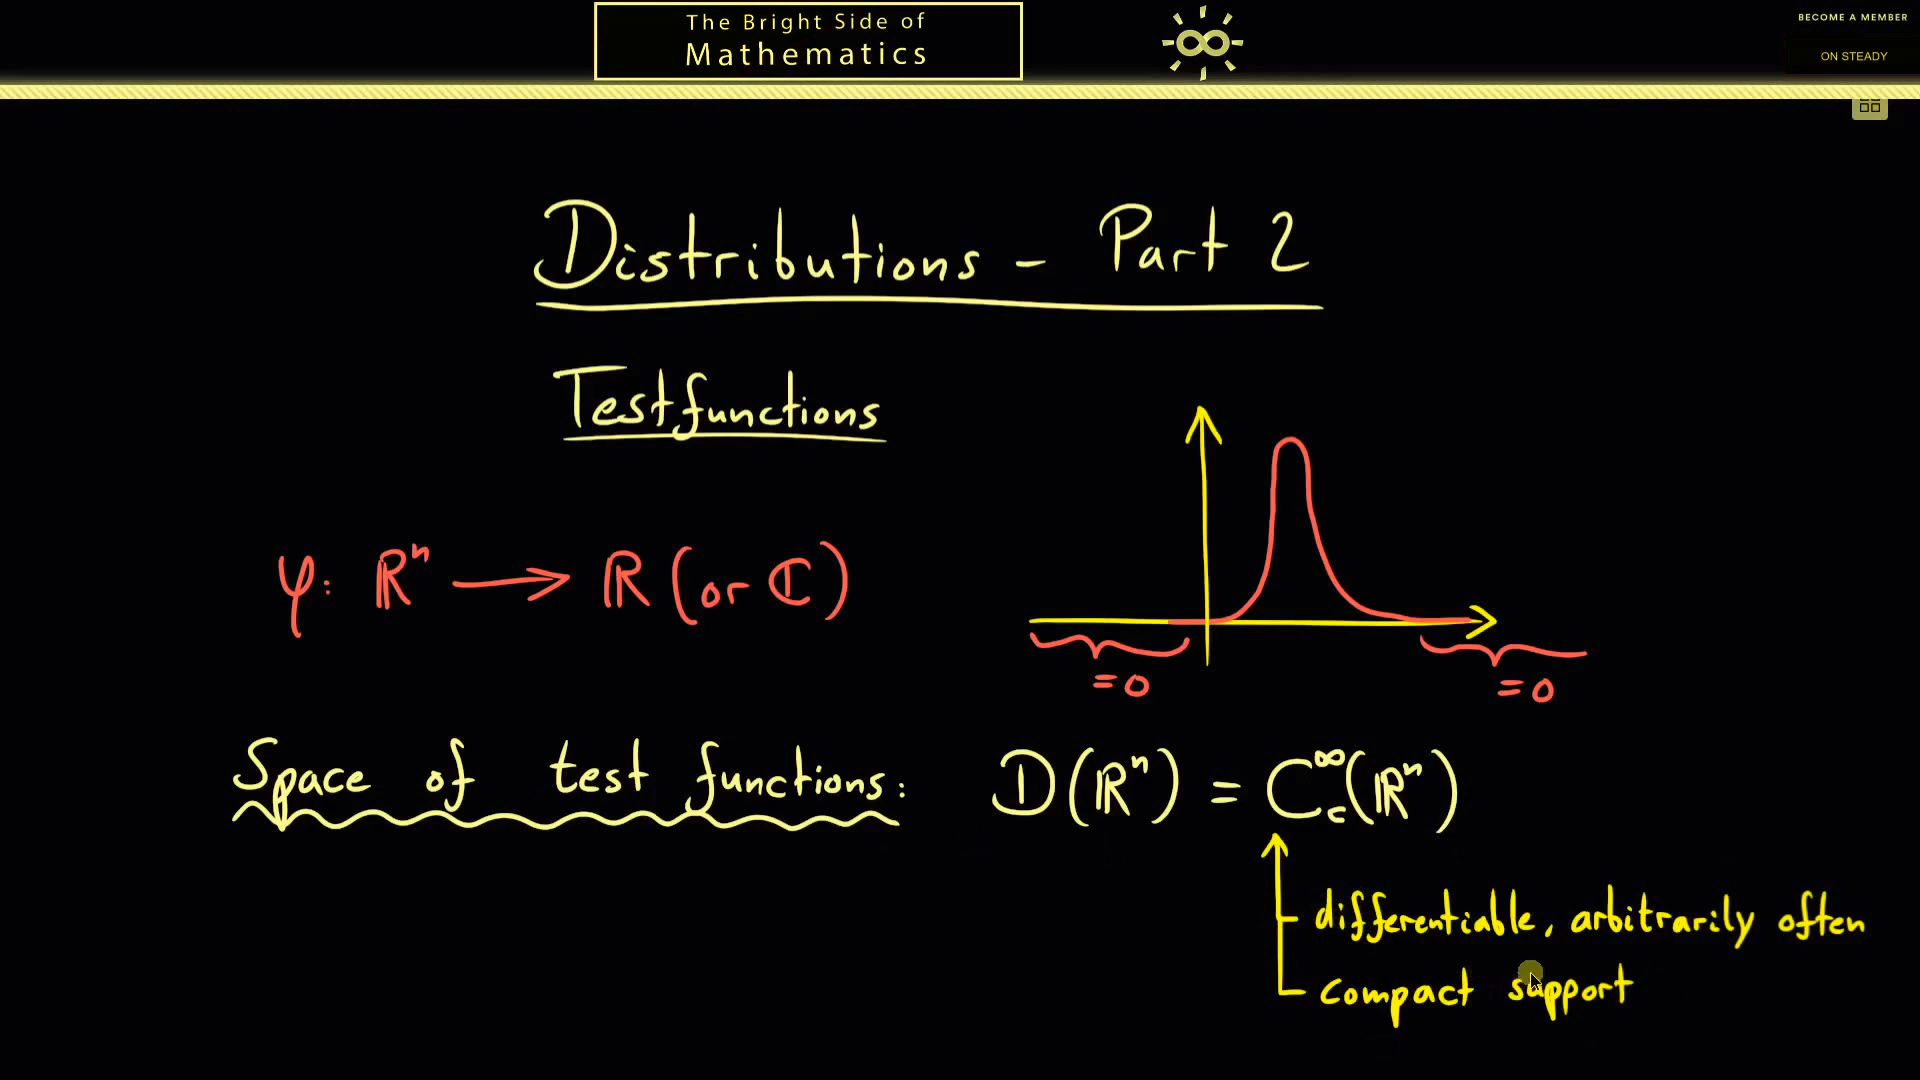 The Bright Side of
Mathematics
BECOME A MEMBER
ON STEADY
Distributions - Part 2
Testfunctions
φ: ℝⁿ ⟶ ℝ (or ℂ)
= 0
= 0
Space of test functions: D(ℝⁿ) = C_c^∞(ℝⁿ)
differentiable, arbitrarily often
compact support